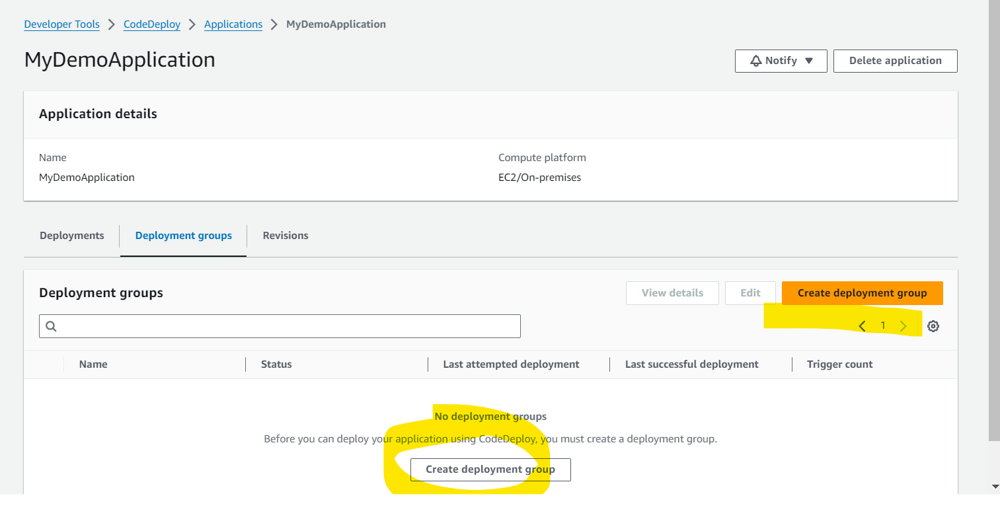 Developer Tools > CodeDeploy > Applications > MyDemoApplication
MyDemoApplication
Notify ▼ Delete application
Application details
Name Compute platform
MyDemoApplication EC2/On-premises
Deployments Deployment groups Revisions
Deployment groups View details Edit Create deployment group
< 1 >
Name Status Last attempted deployment Last successful deployment Trigger count
No deployment groups
Before you can deploy your application using CodeDeploy, you must create a deployment group.
Create deployment group